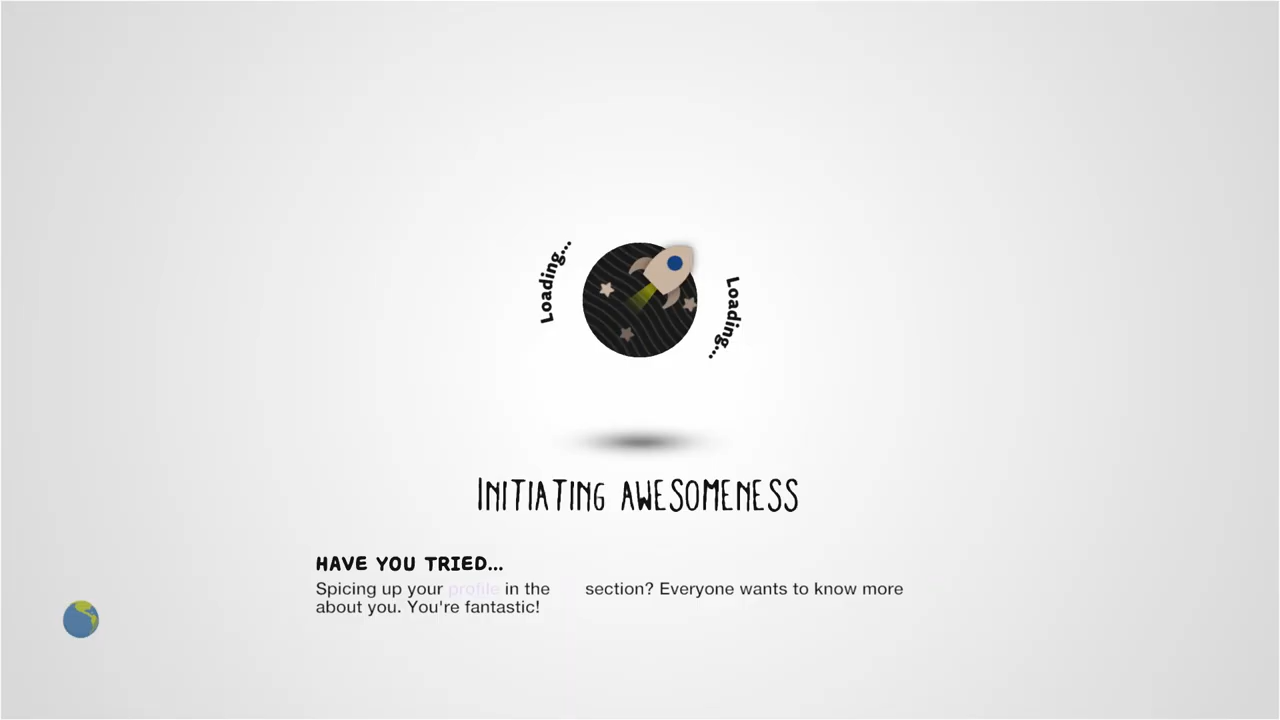 Loading...
Loading...
INITIATING AWESOMENESS
HAVE YOU TRIED...
Spicing up your profile in the section? Everyone wants to know more
about you. You're fantastic!